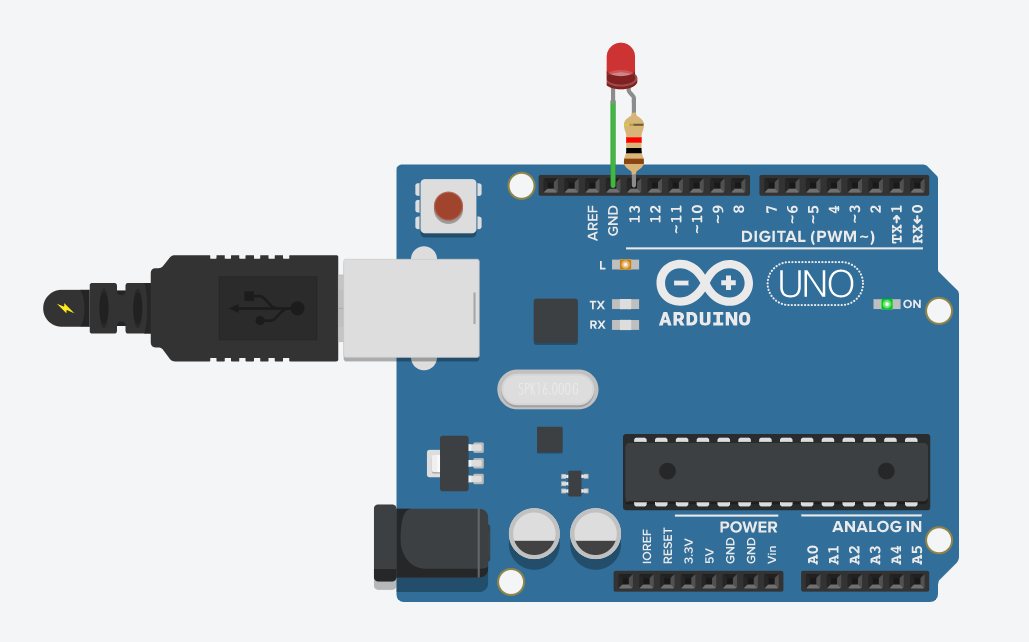 AREF
GND
13
12
~11
~10
~9
8
7
~6
~5
4
~3
2
TX→1
RX←0
DIGITAL (PWM~)
L
TX
RX
ARDUINO
UNO
ON
SPK16.000G
POWER
ANALOG IN
IOREF
RESET
3.3V
5V
GND
GND
Vin
A0
A1
A2
A3
A4
A5